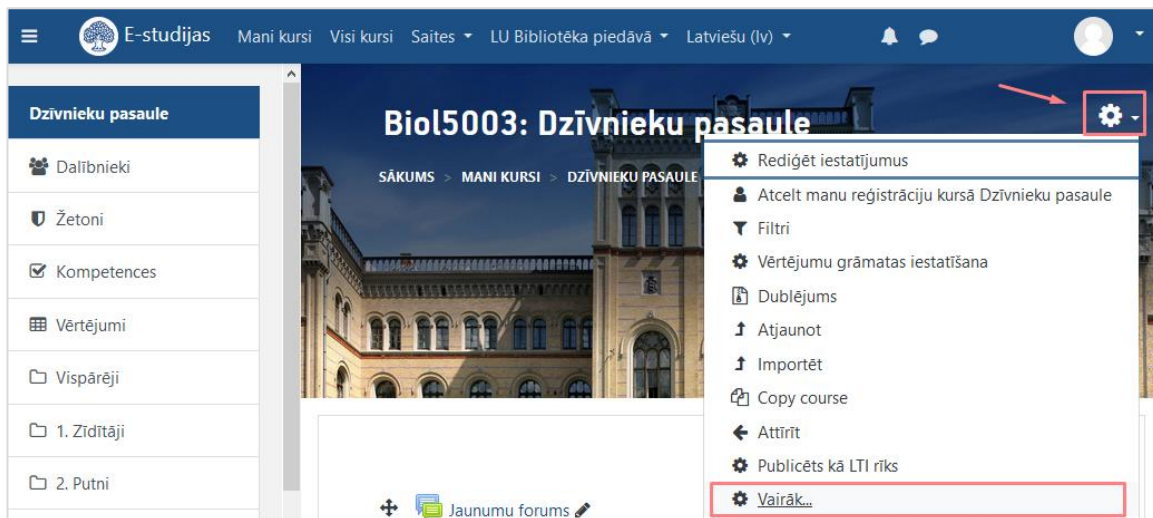 E-studijas Mani kursi Visi kursi Saites LU Bibliotēka piedāvā Latviešu (lv)
Dzīvnieku pasaule
Dalībnieki
Žetoni
Kompetences
Vērtējumi
Vispārēji
1. Zīdītāji
2. Putni
Biol5003: Dzīvnieku pasaule
SĀKUMS > MANI KURSI > DZĪVNIEKU PASAULE
Rediģēt iestatījumus
Atcelt manu reģistrāciju kursā Dzīvnieku pasaule
Filtri
Vērtējumu grāmatas iestatīšana
Dublējums
Atjaunot
Importēt
Copy course
Attīrīt
Publicēts kā LTI rīks
Vairāk...
Jaunumu forums